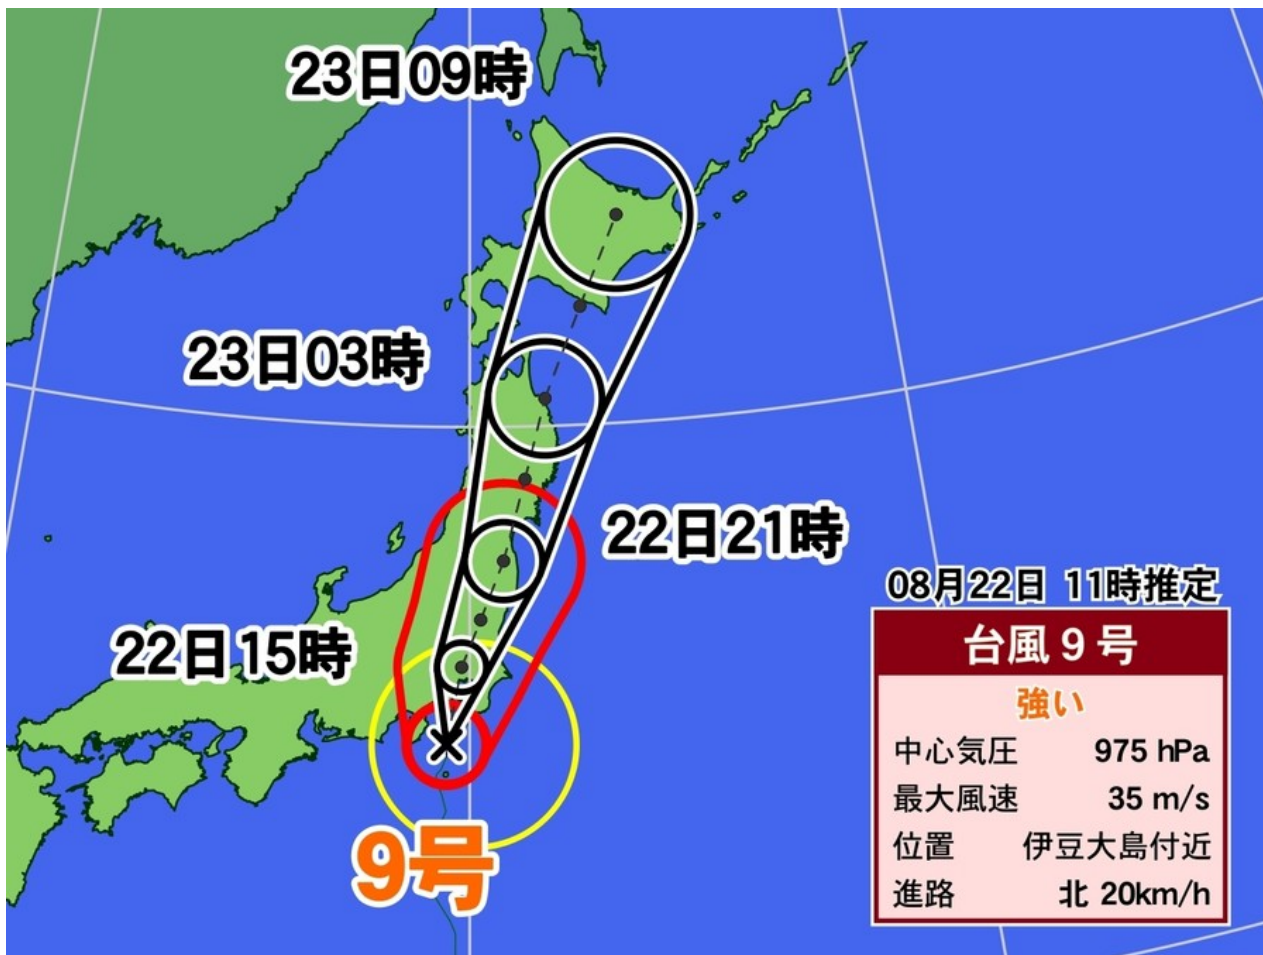 23日09時
23日03時
22日21時
22日15時
9号
08月22日 11時推定
台風 9 号
強い
中心気圧 975 hPa
最大風速 35 m/s
位置 伊豆大島付近
進路 北 20km/h